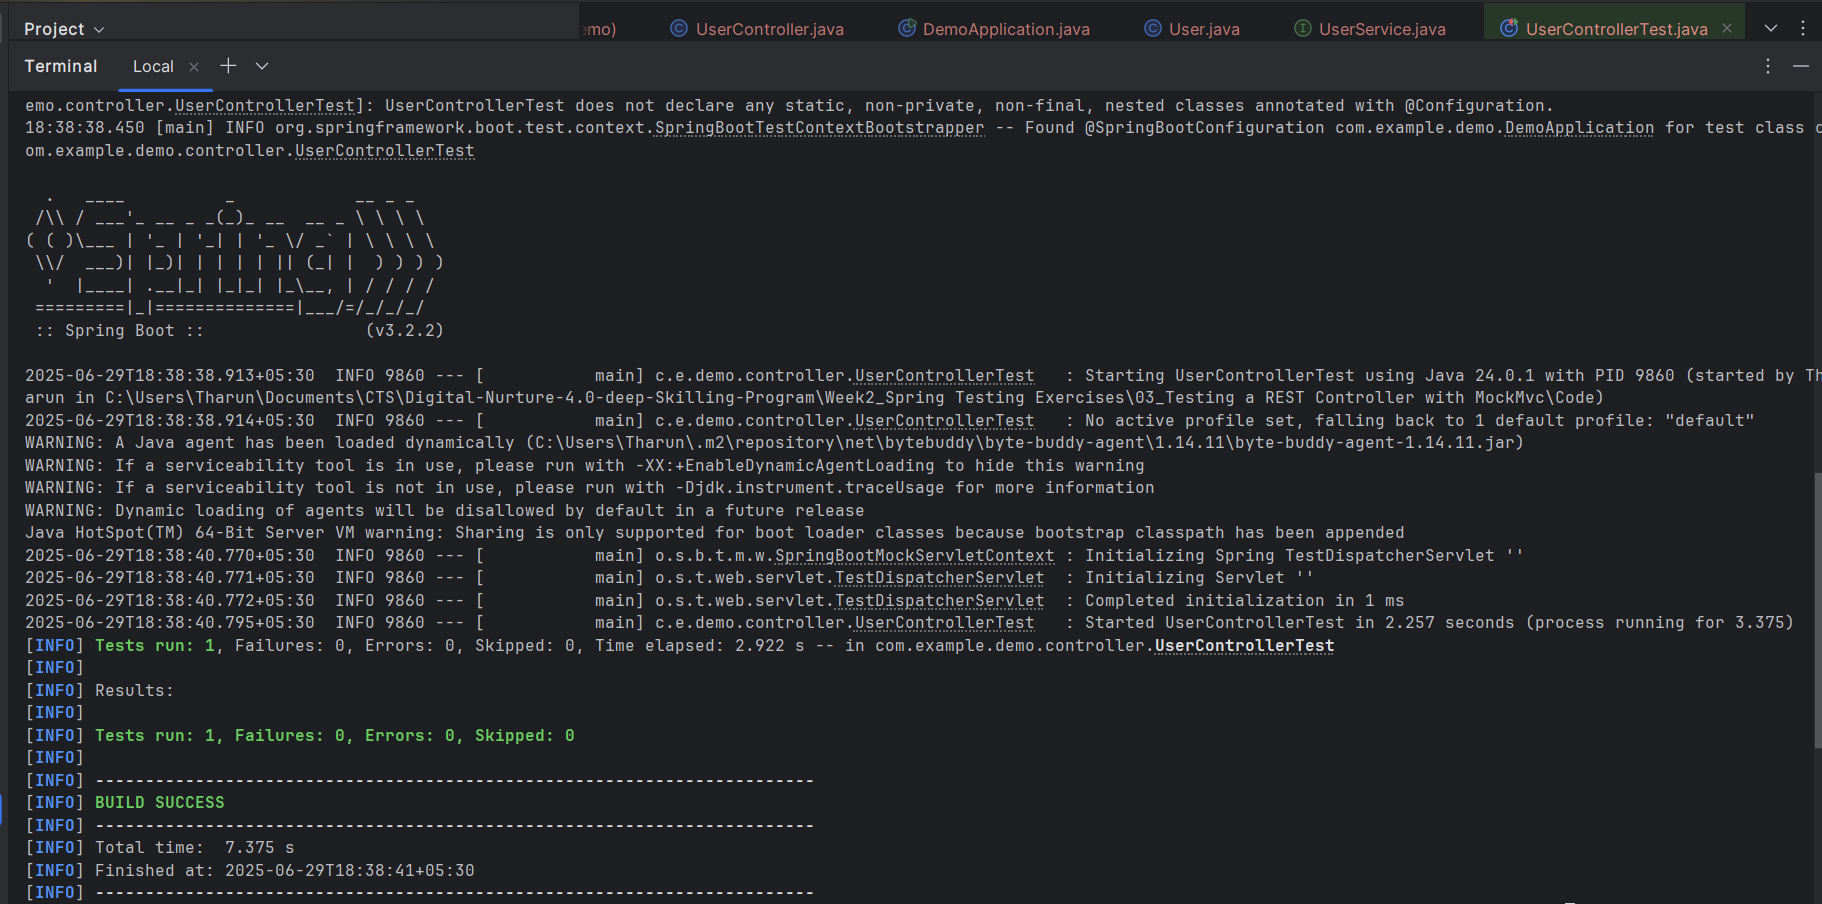 Project
emo) UserController.java DemoApplication.java User.java UserService.java UserControllerTest.java
Terminal Local
emo.controller.UserControllerTest]: UserControllerTest does not declare any static, non-private, non-final, nested classes annotated with @Configuration.
18:38:38.450 [main] INFO org.springframework.boot.test.context.SpringBootTestContextBootstrapper -- Found @SpringBootConfiguration com.example.demo.DemoApplication for test class c
om.example.demo.controller.UserControllerTest
  .   ____          _            __ _ _
 /\\ / ___'_ __ _ _(_)_ __  __ _ \ \ \ \
( ( )\___ | '_ | '_| | '_ \/ _` | \ \ \ \
 \\/  ___)| |_)| | | | | || (_| |  ) ) ) )
  '  |____| .__|_| |_|_| |_\__, | / / / /
 =========|_|==============|___/=/_/_/_/
 :: Spring Boot ::                (v3.2.2)
2025-06-29T18:38:38.913+05:30  INFO 9860 --- [           main] c.e.demo.controller.UserControllerTest   : Starting UserControllerTest using Java 24.0.1 with PID 9860 (started by Th
arun in C:\Users\Tharun\Documents\CTS\Digital-Nurture-4.0-deep-Skilling-Program\Week2_Spring Testing Exercises\03_Testing a REST Controller with MockMvc\Code)
2025-06-29T18:38:38.914+05:30  INFO 9860 --- [           main] c.e.demo.controller.UserControllerTest   : No active profile set, falling back to 1 default profile: "default"
WARNING: A Java agent has been loaded dynamically (C:\Users\Tharun\.m2\repository\net\bytebuddy\byte-buddy-agent\1.14.11\byte-buddy-agent-1.14.11.jar)
WARNING: If a serviceability tool is in use, please run with -XX:+EnableDynamicAgentLoading to hide this warning
WARNING: If a serviceability tool is not in use, please run with -Djdk.instrument.traceUsage for more information
WARNING: Dynamic loading of agents will be disallowed by default in a future release
Java HotSpot(TM) 64-Bit Server VM warning: Sharing is only supported for boot loader classes because bootstrap classpath has been appended
2025-06-29T18:38:40.770+05:30  INFO 9860 --- [           main] o.s.b.t.m.w.SpringBootMockServletContext : Initializing Spring TestDispatcherServlet ''
2025-06-29T18:38:40.771+05:30  INFO 9860 --- [           main] o.s.t.web.servlet.TestDispatcherServlet  : Initializing Servlet ''
2025-06-29T18:38:40.772+05:30  INFO 9860 --- [           main] o.s.t.web.servlet.TestDispatcherServlet  : Completed initialization in 1 ms
2025-06-29T18:38:40.795+05:30  INFO 9860 --- [           main] c.e.demo.controller.UserControllerTest   : Started UserControllerTest in 2.257 seconds (process running for 3.375)
[INFO] Tests run: 1, Failures: 0, Errors: 0, Skipped: 0, Time elapsed: 2.922 s -- in com.example.demo.controller.UserControllerTest
[INFO]
[INFO] Results:
[INFO]
[INFO] Tests run: 1, Failures: 0, Errors: 0, Skipped: 0
[INFO]
[INFO] ------------------------------------------------------------------------
[INFO] BUILD SUCCESS
[INFO] ------------------------------------------------------------------------
[INFO] Total time:  7.375 s
[INFO] Finished at: 2025-06-29T18:38:41+05:30
[INFO] ------------------------------------------------------------------------